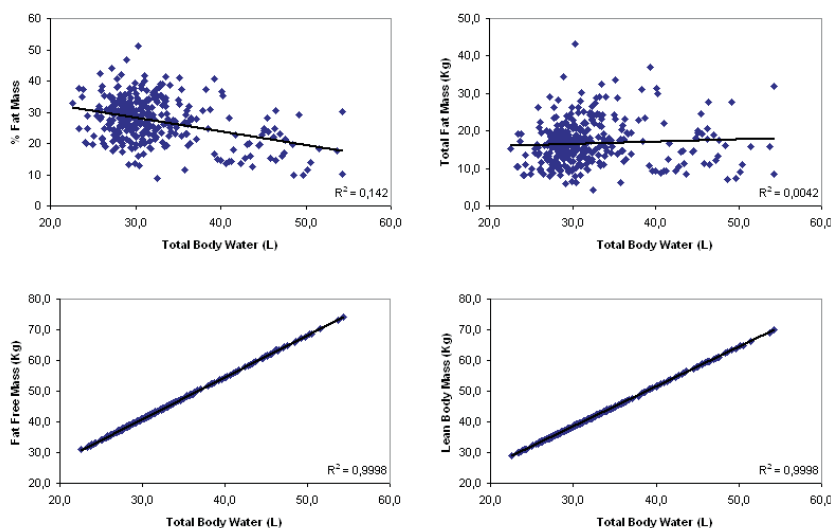 60
50
40
30
20
10
0
% Fat Mass
20,0 30,0 40,0 50,0 60,0
R² = 0,142
Total Body Water (L)
50,0
40,0
30,0
20,0
10,0
0,0
Total Fat Mass (Kg)
20,0 30,0 40,0 50,0 60,0
R² = 0,0042
Total Body Water (L)
80,0
70,0
60,0
50,0
40,0
30,0
20,0
Fat Free Mass (Kg)
20,0 30,0 40,0 50,0 60,0
R² = 0,9998
Total Body Water (L)
80,0
70,0
60,0
50,0
40,0
30,0
20,0
Lean Body Mass (Kg)
20,0 30,0 40,0 50,0 60,0
R² = 0,9998
Total Body Water (L)